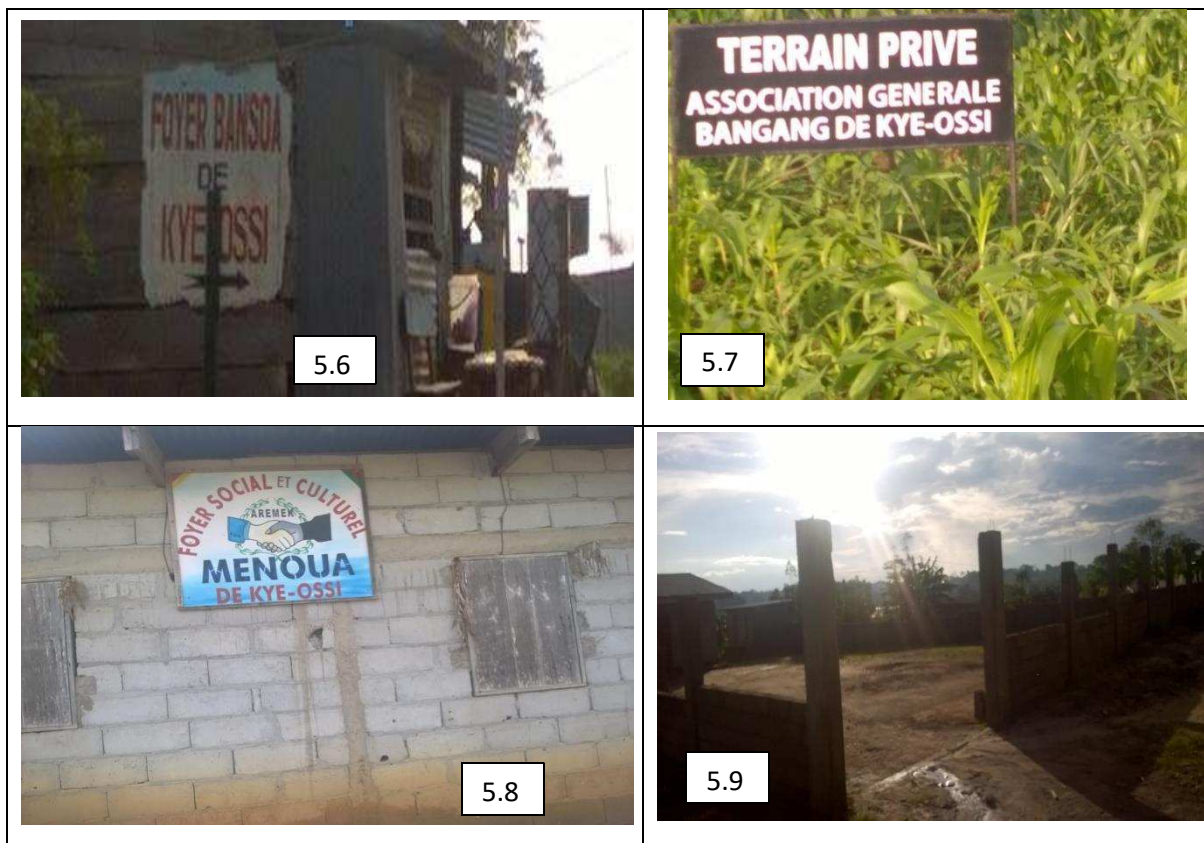 FOYER BANSOA
DE
KYE-OSSI
5.6
TERRAIN PRIVE
ASSOCIATION GENERALE
BANGANG DE KYE-OSSI
5.7
FOYER SOCIAL ET CULTUREL
AREMEK
MENOUA
DE KYE-OSSI
5.8
5.9